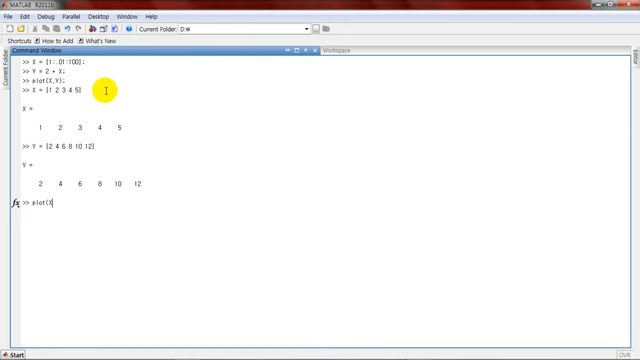 MATLAB R2011b
File Edit Debug Parallel Desktop Window Help
Current Folder: D:₩
Shortcuts How to Add What's New
Current Folder
Command Window
Workspace
Editor
>> X = [1:.01:100];
>> Y = 2 * X;
>> plot(X,Y);
>> X = [1 2 3 4 5]
X =
1 2 3 4 5
>> Y = [2 4 6 8 10 12]
Y =
2 4 6 8 10 12
fx >> plot(X
Start
OVR